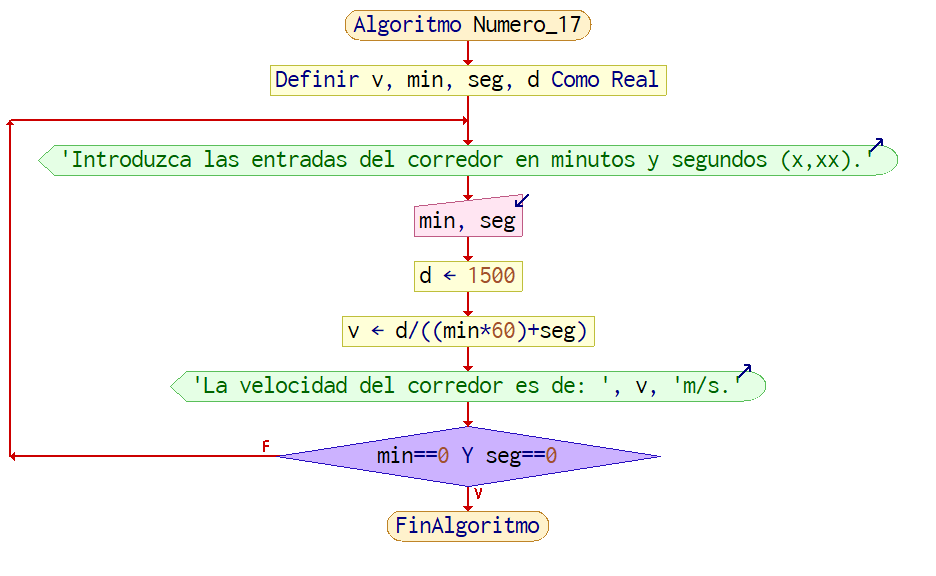 Algoritmo Numero_17
Definir v, min, seg, d Como Real
'Introduzca las entradas del corredor en minutos y segundos (x,xx).'
min, seg
d ← 1500
v ← d/((min*60)+seg)
'La velocidad del corredor es de: ', v, 'm/s.'
F
min==0 Y seg==0
V
FinAlgoritmo